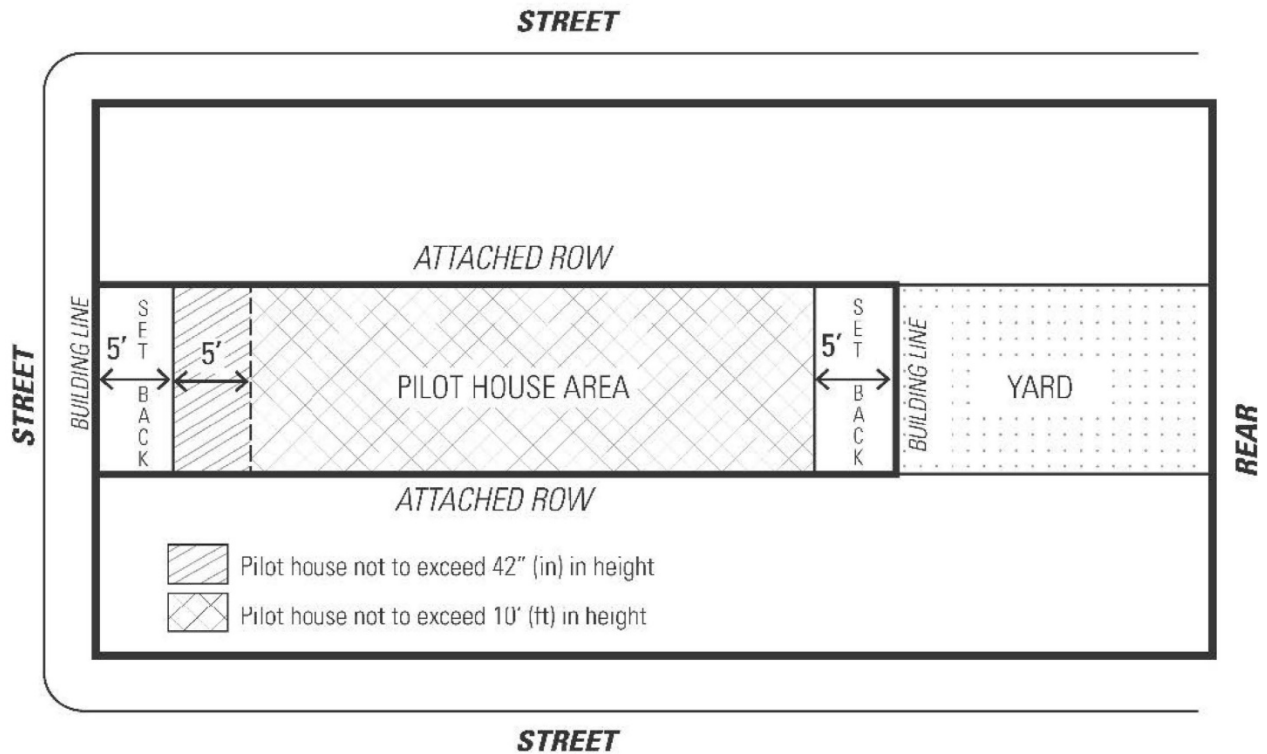 STREET
ATTACHED ROW
STREET
BUILDING LINE
5'
SET BACK
5'
PILOT HOUSE AREA
5'
SET BACK
BUILDING LINE
YARD
REAR
ATTACHED ROW
Pilot house not to exceed 42" (in) in height
Pilot house not to exceed 10' (ft) in height
STREET